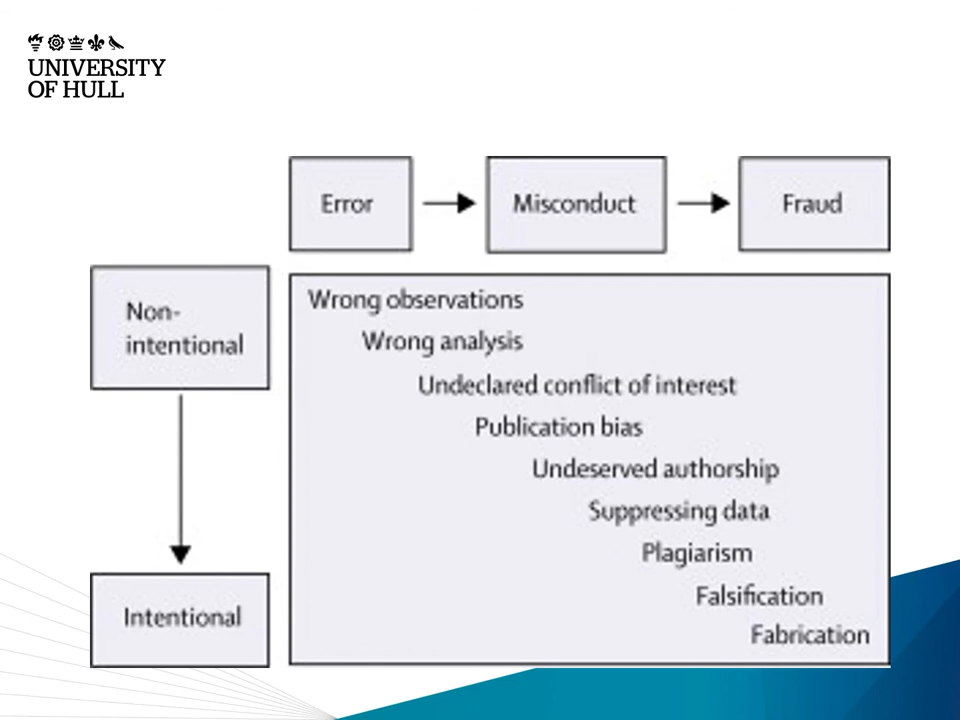 UNIVERSITY
OF HULL
Error
Misconduct
Fraud
Non-
intentional
Intentional
Wrong observations
Wrong analysis
Undeclared conflict of interest
Publication bias
Undeserved authorship
Suppressing data
Plagiarism
Falsification
Fabrication